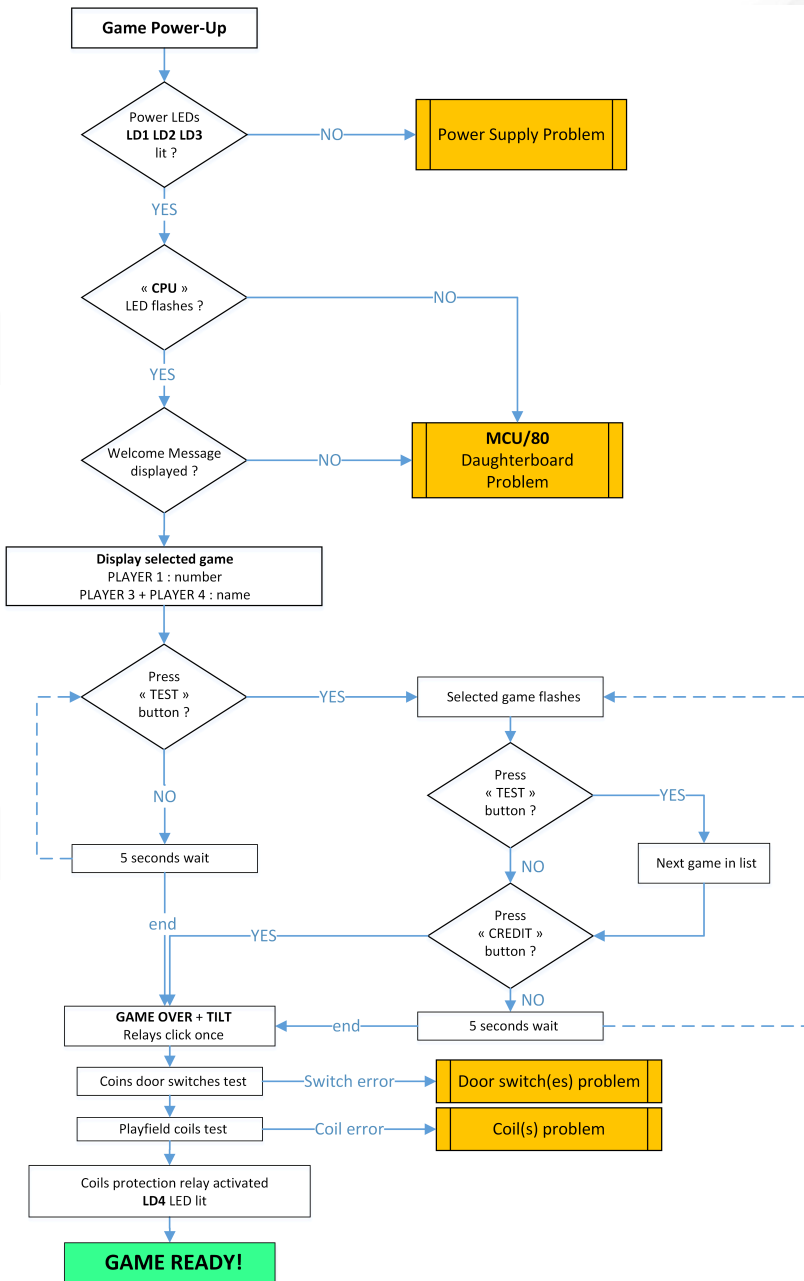 Game Power-Up
Power LEDs
LD1 LD2 LD3
lit ?
NO
Power Supply Problem
YES
« CPU »
LED flashes ?
NO
YES
Welcome Message
displayed ?
NO
MCU/80
Daughterboard
Problem
Display selected game
PLAYER 1 : number
PLAYER 3 + PLAYER 4 : name
Press
« TEST »
button ?
YES
Selected game flashes
NO
Press
« TEST »
button ?
YES
5 seconds wait
Next game in list
NO
end
Press
« CREDIT »
button ?
YES
NO
GAME OVER + TILT
Relays click once
end
5 seconds wait
Coins door switches test
Switch error
Door switch(es) problem
Playfield coils test
Coil error
Coil(s) problem
Coils protection relay activated
LD4 LED lit
GAME READY!